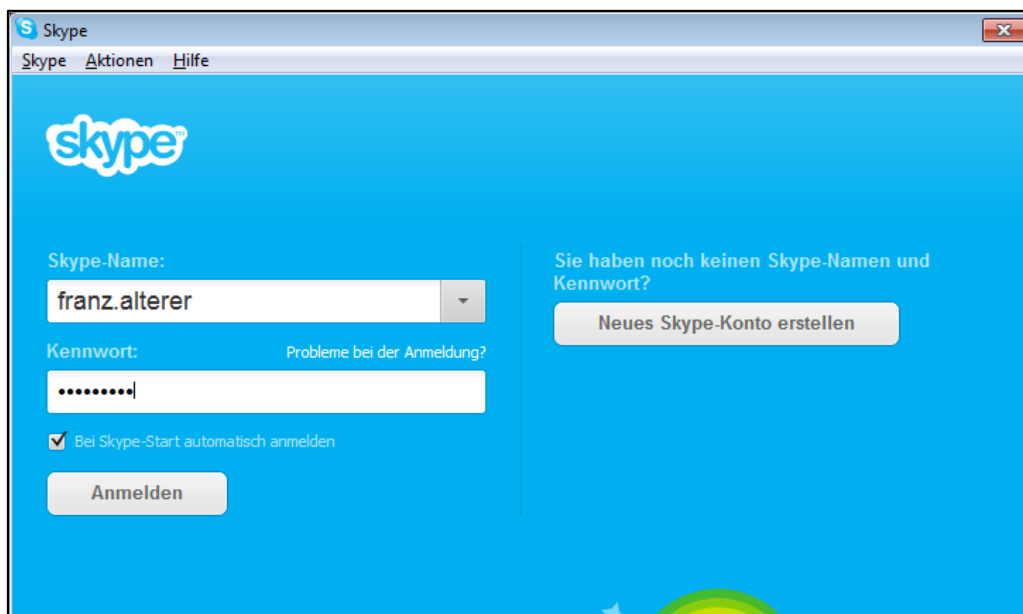 Skype
Skype Aktionen Hilfe
skype™
Skype-Name:
franz.alterer
Kennwort:
Probleme bei der Anmeldung?
•••••••••
Bei Skype-Start automatisch anmelden
Anmelden
Sie haben noch keinen Skype-Namen und
Kennwort?
Neues Skype-Konto erstellen